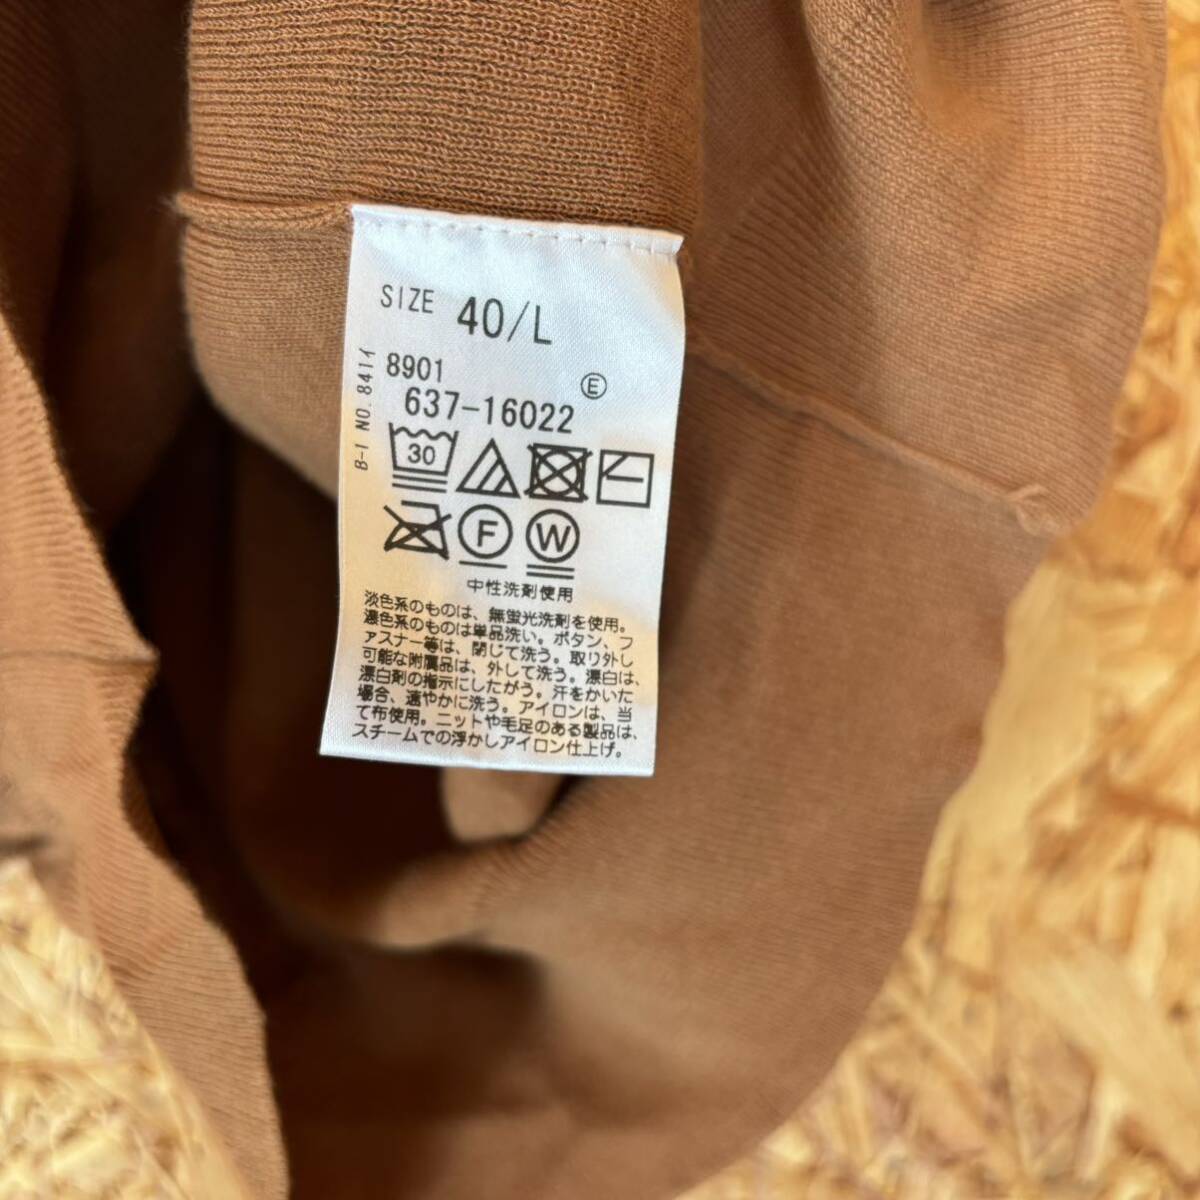 SIZE 40/L
8901
E
637-16022
B-1 NO.8411
30
F W
中性洗剤使用
淡色系のものは、無蛍光洗剤を使用。
濃色系のものは単品洗い。ボタン、フ
ァスナー等は、閉じて洗う。取り外し
可能な附属品は、外して洗う。漂白は、
漂白剤の指示にしたがう。汗をかいた
場合、速やかに洗う。アイロンは、当
て布使用。ニットや毛足のある製品は、
スチームでの浮かしアイロン仕上げ。